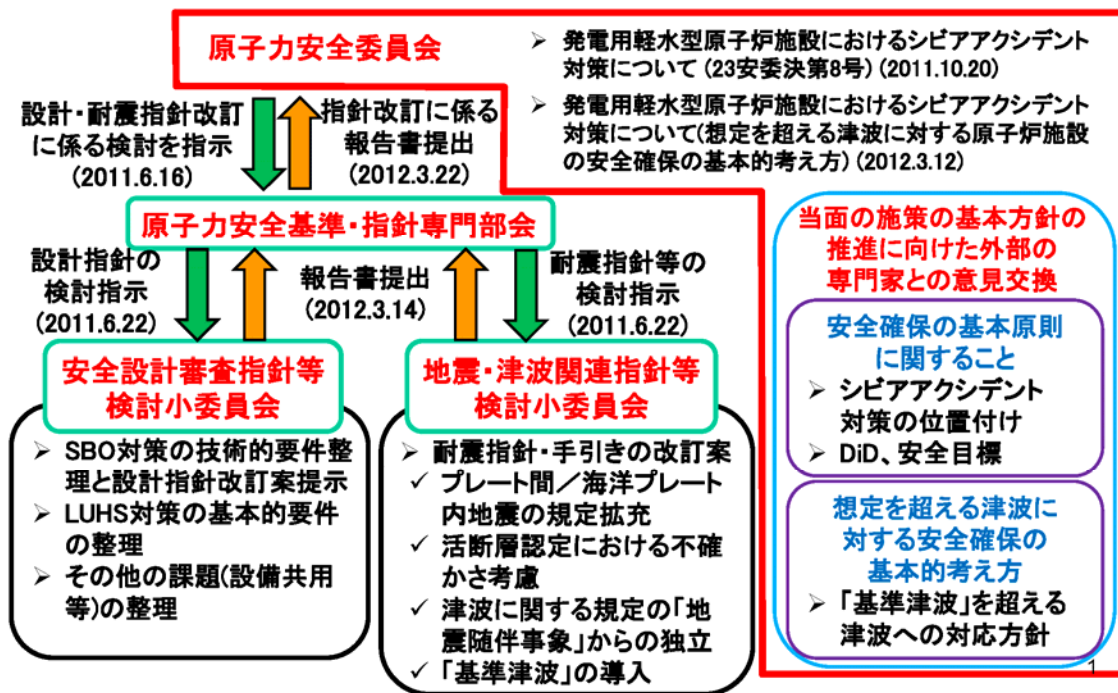 原子力安全委員会
➢ 発電用軽水型原子炉施設におけるシビアアクシデント
対策について (23安委決第8号) (2011.10.20)
➢ 発電用軽水型原子炉施設におけるシビアアクシデント
対策について(想定を超える津波に対する原子炉施設
の安全確保の基本的考え方) (2012.3.12)
設計・耐震指針改訂
に係る検討を指示
(2011.6.16)
指針改訂に係る
報告書提出
(2012.3.22)
原子力安全基準・指針専門部会
設計指針の
検討指示
(2011.6.22)
報告書提出
(2012.3.14)
耐震指針等の
検討指示
(2011.6.22)
安全設計審査指針等
検討小委員会
➢ SBO対策の技術的要件整
理と設計指針改訂案提示
➢ LUHS対策の基本的要件
の整理
➢ その他の課題(設備共用
等)の整理
地震・津波関連指針等
検討小委員会
➢ 耐震指針・手引きの改訂案
✓ プレート間／海洋プレート
内地震の規定拡充
✓ 活断層認定における不確
かさ考慮
✓ 津波に関する規定の「地
震随伴事象」からの独立
✓ 「基準津波」の導入
当面の施策の基本方針の
推進に向けた外部の
専門家との意見交換
安全確保の基本原則
に関すること
➢ シビアアクシデント
対策の位置付け
➢ DiD、安全目標
想定を超える津波に
対する安全確保の
基本的考え方
➢ 「基準津波」を超える
津波への対応方針
1